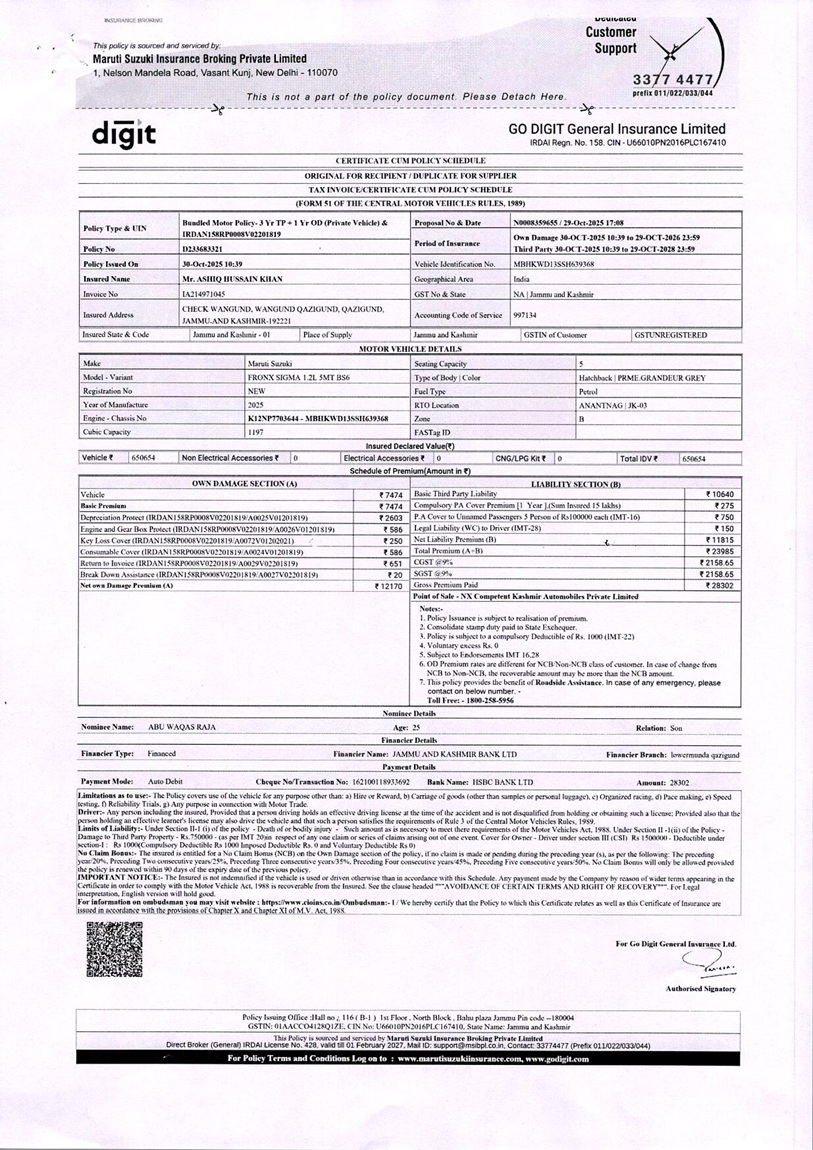 INSURANCE BROKING
This policy is sourced and serviced by:
Maruti Suzuki Insurance Broking Private Limited
1, Nelson Mandela Road, Vasant Kunj, New Delhi - 110070
Dedicated
Customer
Support
3377 4477
prefix 011/022/033/044
This is not a part of the policy document. Please Detach Here.
digit
GO DIGIT General Insurance Limited
IRDAI Regn. No. 158. CIN - U66010PN2016PLC167410
CERTIFICATE CUM POLICY SCHEDULE
ORIGINAL FOR RECIPIENT / DUPLICATE FOR SUPPLIER
TAX INVOICE/CERTIFICATE CUM POLICY SCHEDULE
(FORM 51 OF THE CENTRAL MOTOR VEHICLES RULES, 1989)
Policy Type & UIN Bundled Motor Policy- 3 Yr TP + 1 Yr OD (Private Vehicle) & IRDAN158RP0008V02201819 Proposal No & Date N0008359655 / 29-Oct-2025 17:08
Policy No D233683321 Period of Insurance Own Damage 30-OCT-2025 10:39 to 29-OCT-2026 23:59
Third Party 30-OCT-2025 10:39 to 29-OCT-2028 23:59
Policy Issued On 30-Oct-2025 10:39 Vehicle Identification No. MBHKWD13SSH639368
Insured Name Mr. ASHIQ HUSSAIN KHAN Geographical Area India
Invoice No IA214971045 GST No & State NA | Jammu and Kashmir
Insured Address CHECK WANGUND, WANGUND QAZIGUND, QAZIGUND, JAMMU AND KASHMIR-192221 Accounting Code of Service 997134
Insured State & Code Jammu and Kashmir - 01 Place of Supply Jammu and Kashmir GSTIN of Customer GSTUNREGISTERED
MOTOR VEHICLE DETAILS
Make Maruti Suzuki Seating Capacity 5
Model - Variant FRONX SIGMA 1.2L 5MT BS6 Type of Body | Color Hatchback | PRME.GRANDEUR GREY
Registration No NEW Fuel Type Petrol
Year of Manufacture 2025 RTO Location ANANTNAG | JK-03
Engine - Chassis No K12NP7703644 - MBHKWD13SSH639368 Zone B
Cubic Capacity 1197 FASTag ID
Insured Declared Value(₹)
Vehicle ₹ 650654 Non Electrical Accessories ₹ 0 Electrical Accessories ₹ 0 CNG/LPG Kit ₹ 0 Total IDV ₹ 650654
Schedule of Premium(Amount in ₹)
OWN DAMAGE SECTION (A)
Vehicle ₹ 7474
Basic Premium ₹ 7474
Depreciation Protect (IRDAN158RP0008V02201819/A0025V01201819) ₹ 2603
Engine and Gear Box Protect (IRDAN158RP0008V02201819/A0026V01201819) ₹ 586
Key Loss Cover (IRDAN158RP0008V02201819/A0072V01202021) ₹ 250
Consumable Cover (IRDAN158RP0008V02201819/A0024V01201819) ₹ 586
Return to Invoice (IRDAN158RP0008V02201819/A0029V02201819) ₹ 651
Break Down Assistance (IRDAN158RP0008V02201819/A0027V02201819) ₹ 20
Net own Damage Premium (A) ₹ 12170
LIABILITY SECTION (B)
Basic Third Party Liability ₹ 10640
Compulsory PA Cover Premium [1 Year ],(Sum Insured 15 lakhs) ₹ 275
P.A Cover to Unnamed Passengers 5 Person of Rs100000 each (IMT-16) ₹ 750
Legal Liability (WC) to Driver (IMT-28) ₹ 150
Net Liability Premium (B) ₹ 11815
Total Premium (A+B) ₹ 23985
CGST @9% ₹ 2158.65
SGST @9% ₹ 2158.65
Gross Premium Paid ₹ 28302
Point of Sale - NX Competent Kashmir Automobiles Private Limited
Notes:-
1. Policy Issuance is subject to realisation of premium.
2. Consolidate stamp duty paid to State Exchequer.
3. Policy is subject to a compulsory Deductible of Rs. 1000 (IMT-22)
4. Voluntary excess Rs. 0
5. Subject to Endorsements IMT 16,28
6. OD Premium rates are different for NCB/Non-NCB class of customer. In case of change from
NCB to Non-NCB, the recoverable amount may be more than the NCB amount.
7. This policy provides the benefit of Roadside Assistance. In case of any emergency, please
contact on below number. -
Toll Free: - 1800-258-5956
Nominee Details
Nominee Name: ABU WAQAS RAJA Age: 25 Relation: Son
Financier Details
Financier Type: Financed Financier Name: JAMMU AND KASHMIR BANK LTD Financier Branch: lowermunda qazigund
Payment Details
Payment Mode: Auto Debit Cheque No/Transaction No: 162100118933692 Bank Name: HSBC BANK LTD Amount: 28302
Limitations as to use:- The Policy covers use of the vehicle for any purpose other than: a) Hire or Reward, b) Carriage of goods (other than samples or personal luggage), c) Organized racing, d) Pace making, e) Speed
testing, f) Reliability Trials, g) Any purpose in connection with Motor Trade.
Driver:- Any person including the insured, Provided that a person driving holds an effective driving license at the time of the accident and is not disqualified from holding or obtaining such a license; Provided also that the
person holding an effective learner's license may also drive the vehicle and that such a person satisfies the requirements of Rule 3 of the Central Motor Vehicles Rules, 1989.
Limits of Liability:- Under Section II-1 (i) of the policy - Death of or bodily injury - Such amount as is necessary to meet there requirements of the Motor Vehicles Act, 1988. Under Section II -1(ii) of the Policy -
Damage to Third Party Property - Rs.750000 - (as per IMT 20)in respect of any one claim or series of claims arising out of one event. Cover for Owner - Driver under section III (CSI) Rs 1500000 - Deductible under
section-I : Rs 1000(Compulsory Deductible Rs 1000 Imposed Deductible Rs. 0 and Voluntary Deductible Rs 0)
No Claim Bonus:- The insured is entitled for a No Claim Bonus (NCB) on the Own Damage section of the policy, if no claim is made or pending during the preceding year (s), as per the following: The preceding
year/20%, Preceding Two consecutive years/25%, Preceding Three consecutive years/35%, Preceding Four consecutive years/45%, Preceding Five consecutive years/50%. No Claim Bonus will only be allowed provided
the policy is renewed within 90 days of the expiry date of the previous policy.
IMPORTANT NOTICE:- The Insured is not indemnified if the vehicle is used or driven otherwise than in accordance with this Schedule. Any payment made by the Company by reason of wider terms appearing in the
Certificate in order to comply with the Motor Vehicle Act, 1988 is recoverable from the Insured. See the clause headed """AVOIDANCE OF CERTAIN TERMS AND RIGHT OF RECOVERY""". For Legal
interpretation, English version will hold good.
For information on ombudsman you may visit website : https://www.cioins.co.in/Ombudsman:- I / We hereby certify that the Policy to which this Certificate relates as well as this Certificate of Insurance are
issued in accordance with the provisions of Chapter X and Chapter XI of M.V. Act, 1988.
For Go Digit General Insurance Ltd.
Authorised Signatory
Policy Issuing Office :Hall no ¿ 116 ( B-1 ) 1st Floor , North Block , Bahu plaza Jammu Pin code --180004
GSTIN: 01AACCO4128Q1ZE, CIN No: U66010PN2016PLC167410, State Name: Jammu and Kashmir
This Policy is sourced and serviced by Maruti Suzuki Insurance Broking Private Limited
Direct Broker (General) IRDAI License No. 428, valid till 01 February 2027, Mail ID: support@msibpl.co.in, Contact: 33774477 (Prefix 011/022/033/044)
For Policy Terms and Conditions Log on to : www.marutisuzukiinsurance.com, www.godigit.com